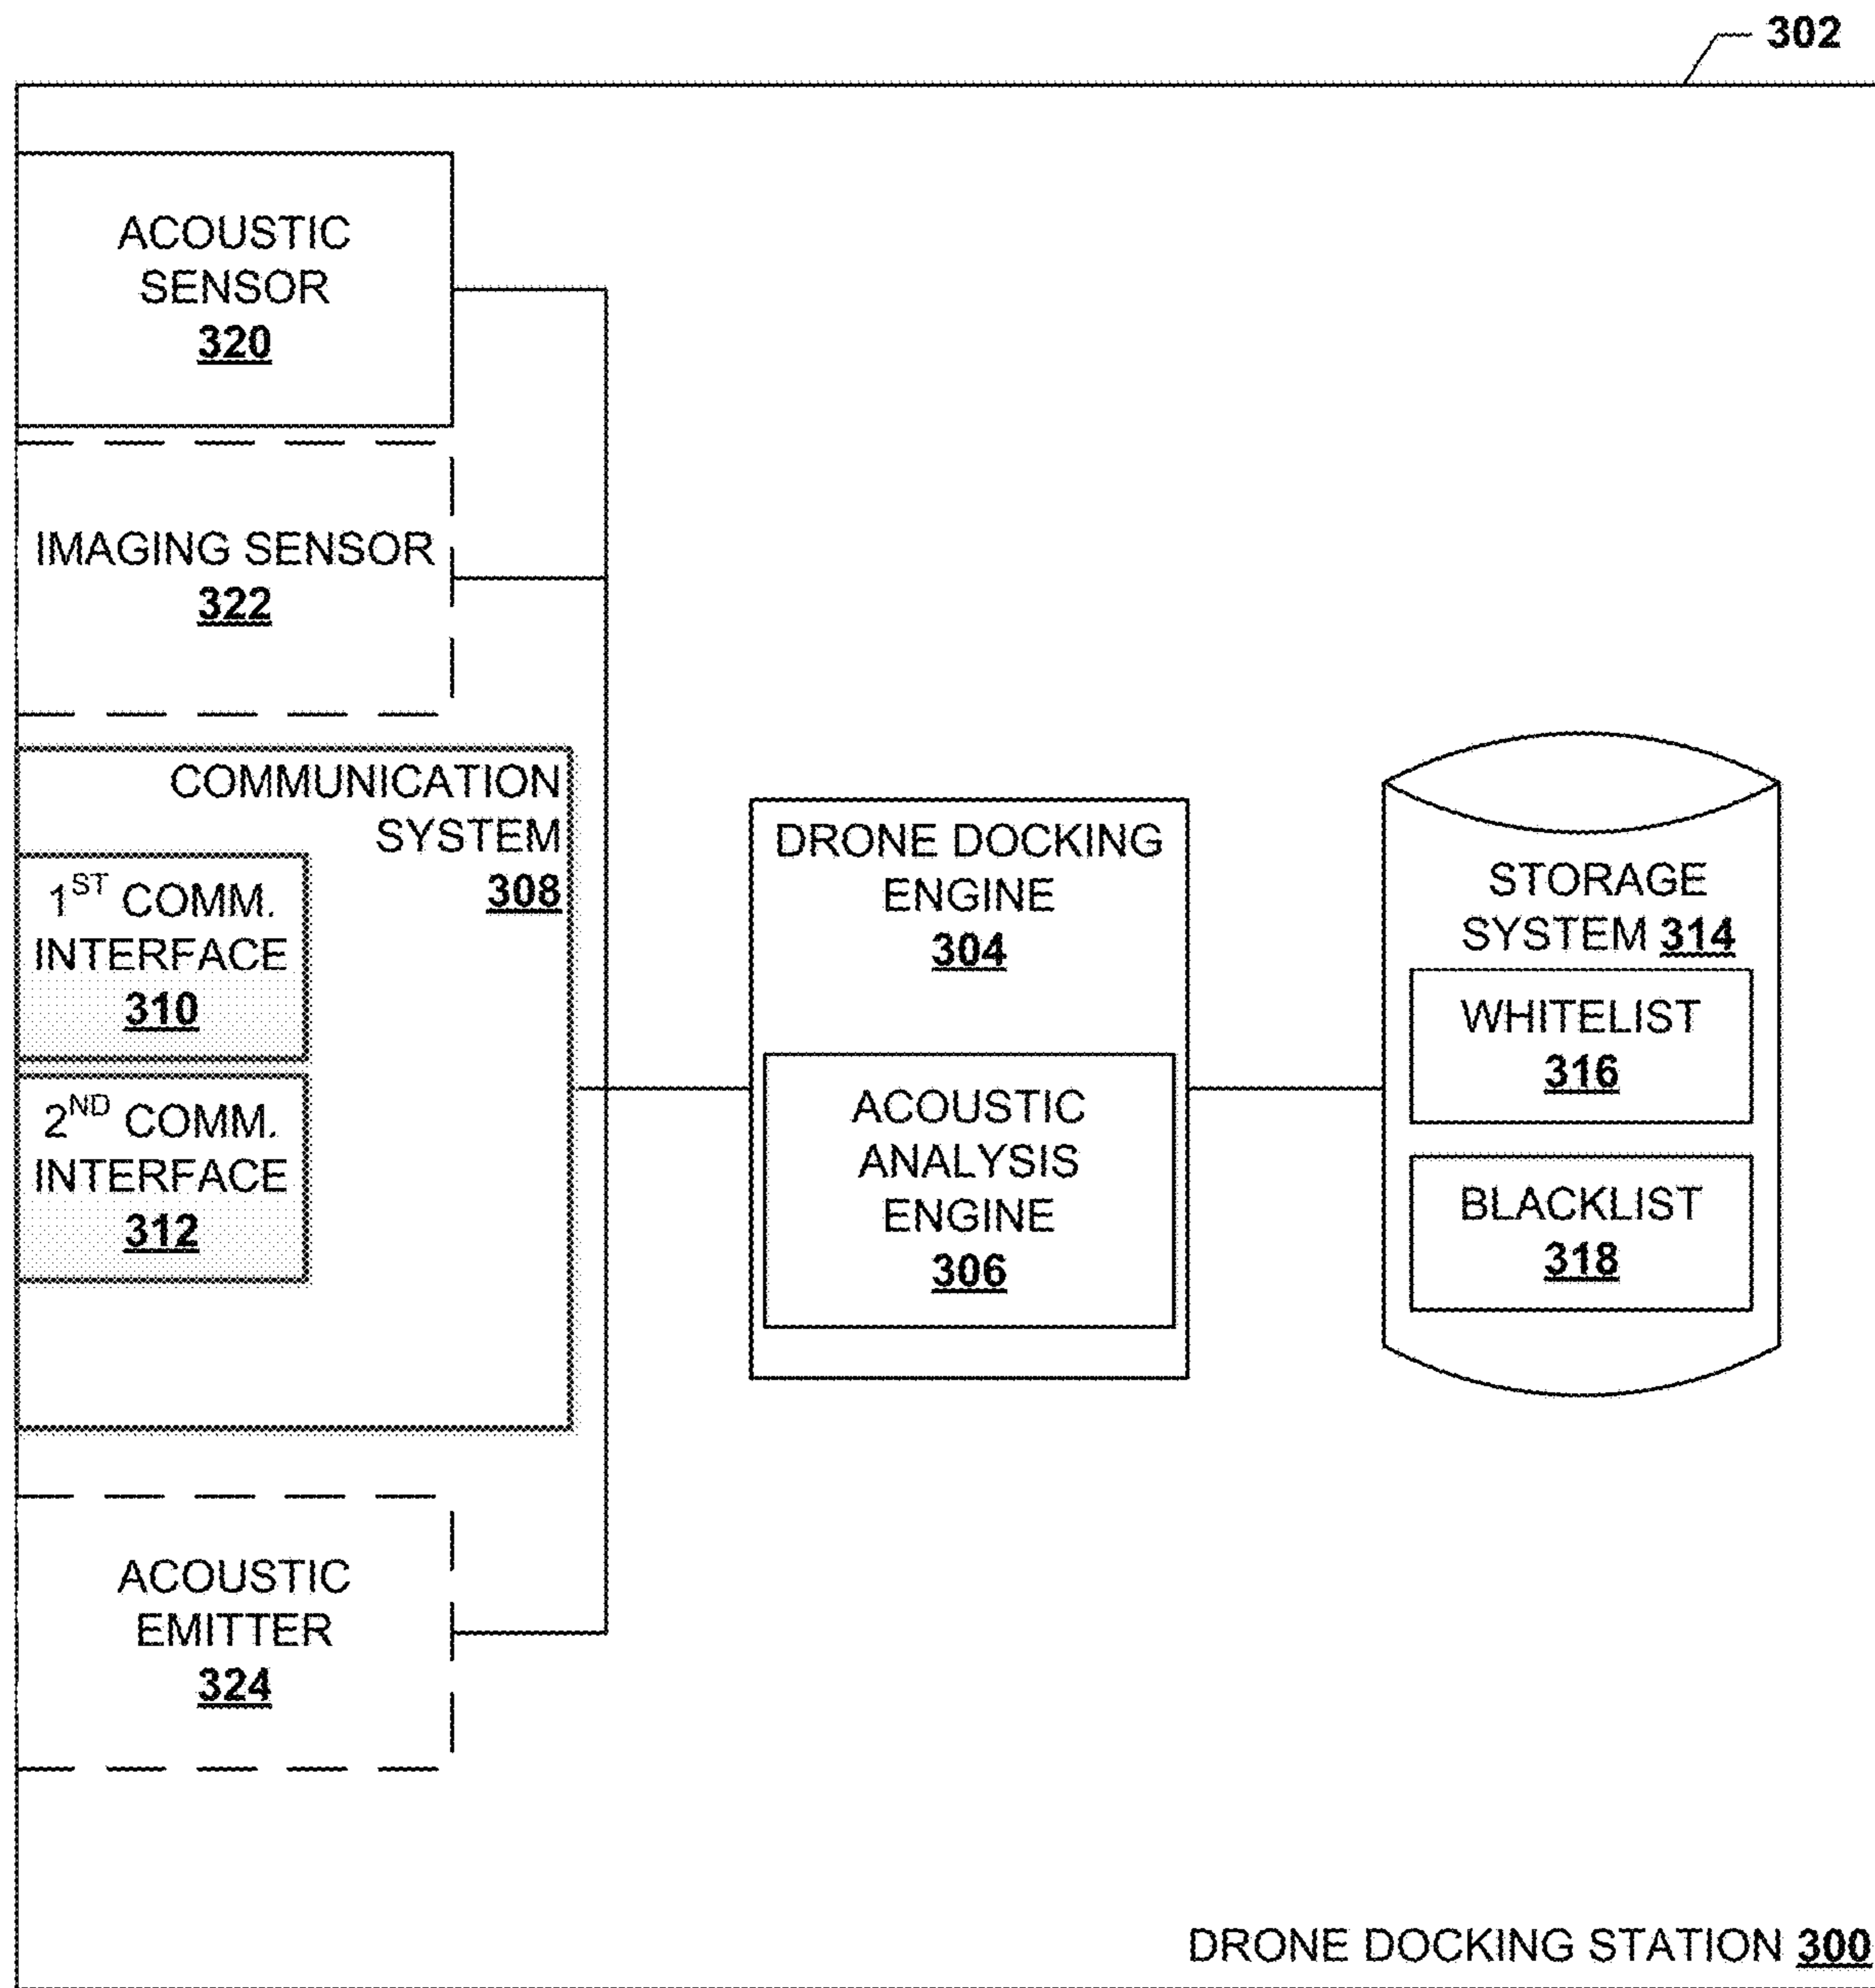 302
ACOUSTIC
SENSOR
320
IMAGING SENSOR
322
COMMUNICATION
SYSTEM
308
1ST COMM.
INTERFACE
310
2ND COMM.
INTERFACE
312
ACOUSTIC
EMITTER
324
DRONE DOCKING
ENGINE
304
ACOUSTIC
ANALYSIS
ENGINE
306
STORAGE
SYSTEM 314
WHITELIST
316
BLACKLIST
318
DRONE DOCKING STATION 300